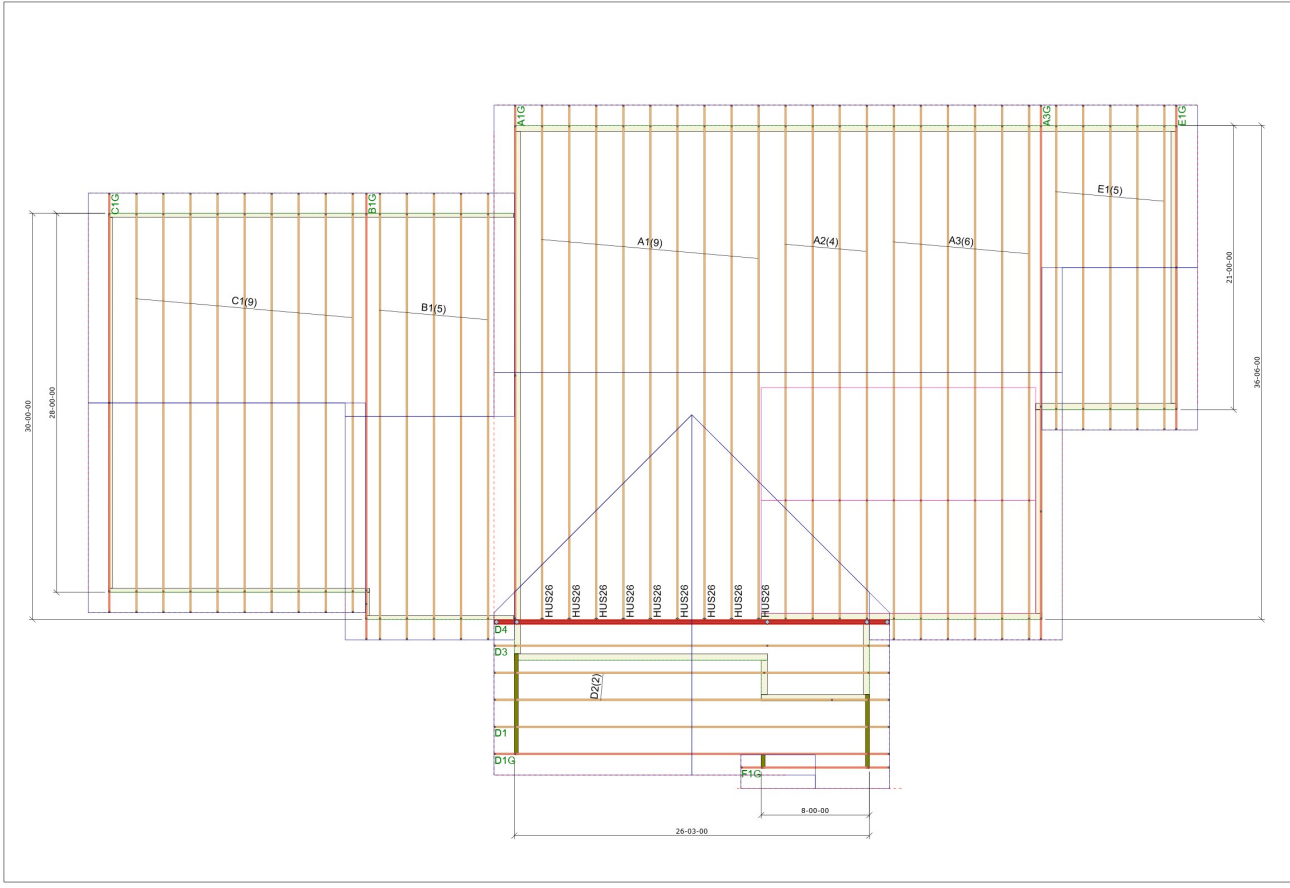 A1G
A3G
E1G
C1G
B1G
E1(5)
A1(9)
A2(4)
A3(6)
C1(9)
B1(5)
21-00-00
36-06-00
30-00-00
28-00-00
HUS26
HUS26
HUS26
HUS26
HUS26
HUS26
HUS26
HUS26
HUS26
D4
D3
D2(2)
D1
D1G
F1G
8-00-00
26-03-00